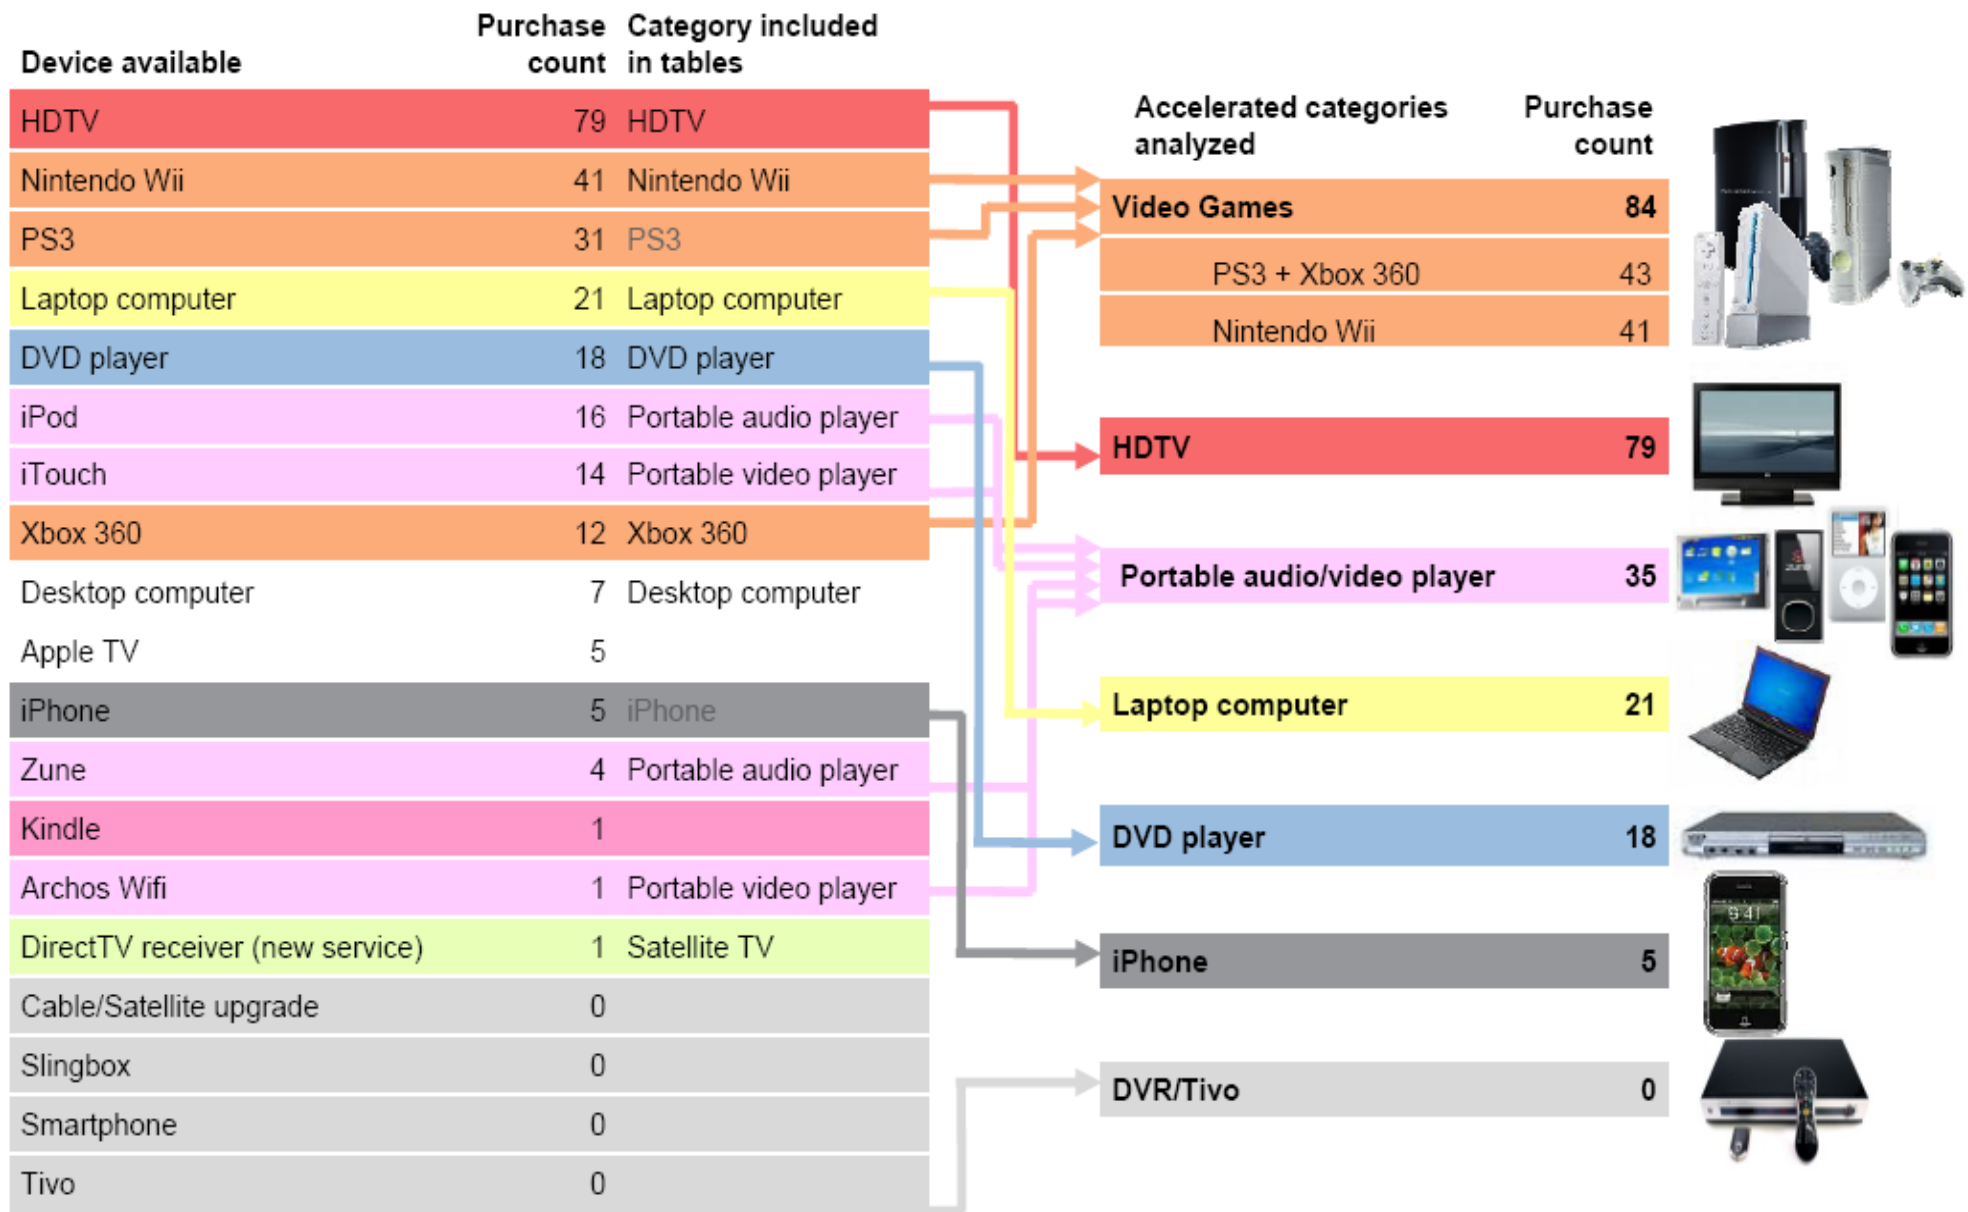 Purchase Category included
Device available count in tables
HDTV 79 HDTV
Nintendo Wii 41 Nintendo Wii
PS3 31 PS3
Laptop computer 21 Laptop computer
DVD player 18 DVD player
iPod 16 Portable audio player
iTouch 14 Portable video player
Xbox 360 12 Xbox 360
Desktop computer 7 Desktop computer
Apple TV 5
iPhone 5 iPhone
Zune 4 Portable audio player
Kindle 1
Archos Wifi 1 Portable video player
DirectTV receiver (new service) 1 Satellite TV
Cable/Satellite upgrade 0
Slingbox 0
Smartphone 0
Tivo 0
Accelerated categories Purchase
analyzed count
Video Games 84
PS3 + Xbox 360 43
Nintendo Wii 41
HDTV 79
Portable audio/video player 35
Laptop computer 21
DVD player 18
iPhone 5
DVR/Tivo 0
zune
9:41